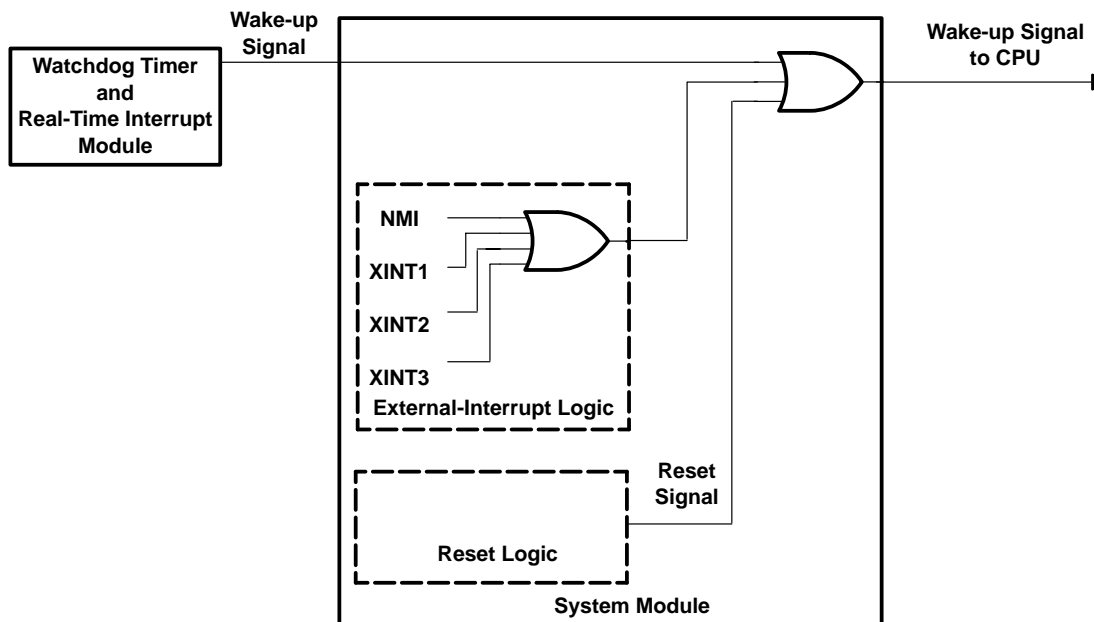 Wake-up
Signal
Watchdog Timer
and
Real-Time Interrupt
Module
Wake-up Signal
to CPU
NMI
XINT1
XINT2
XINT3
External-Interrupt Logic
Reset
Signal
Reset Logic
System Module